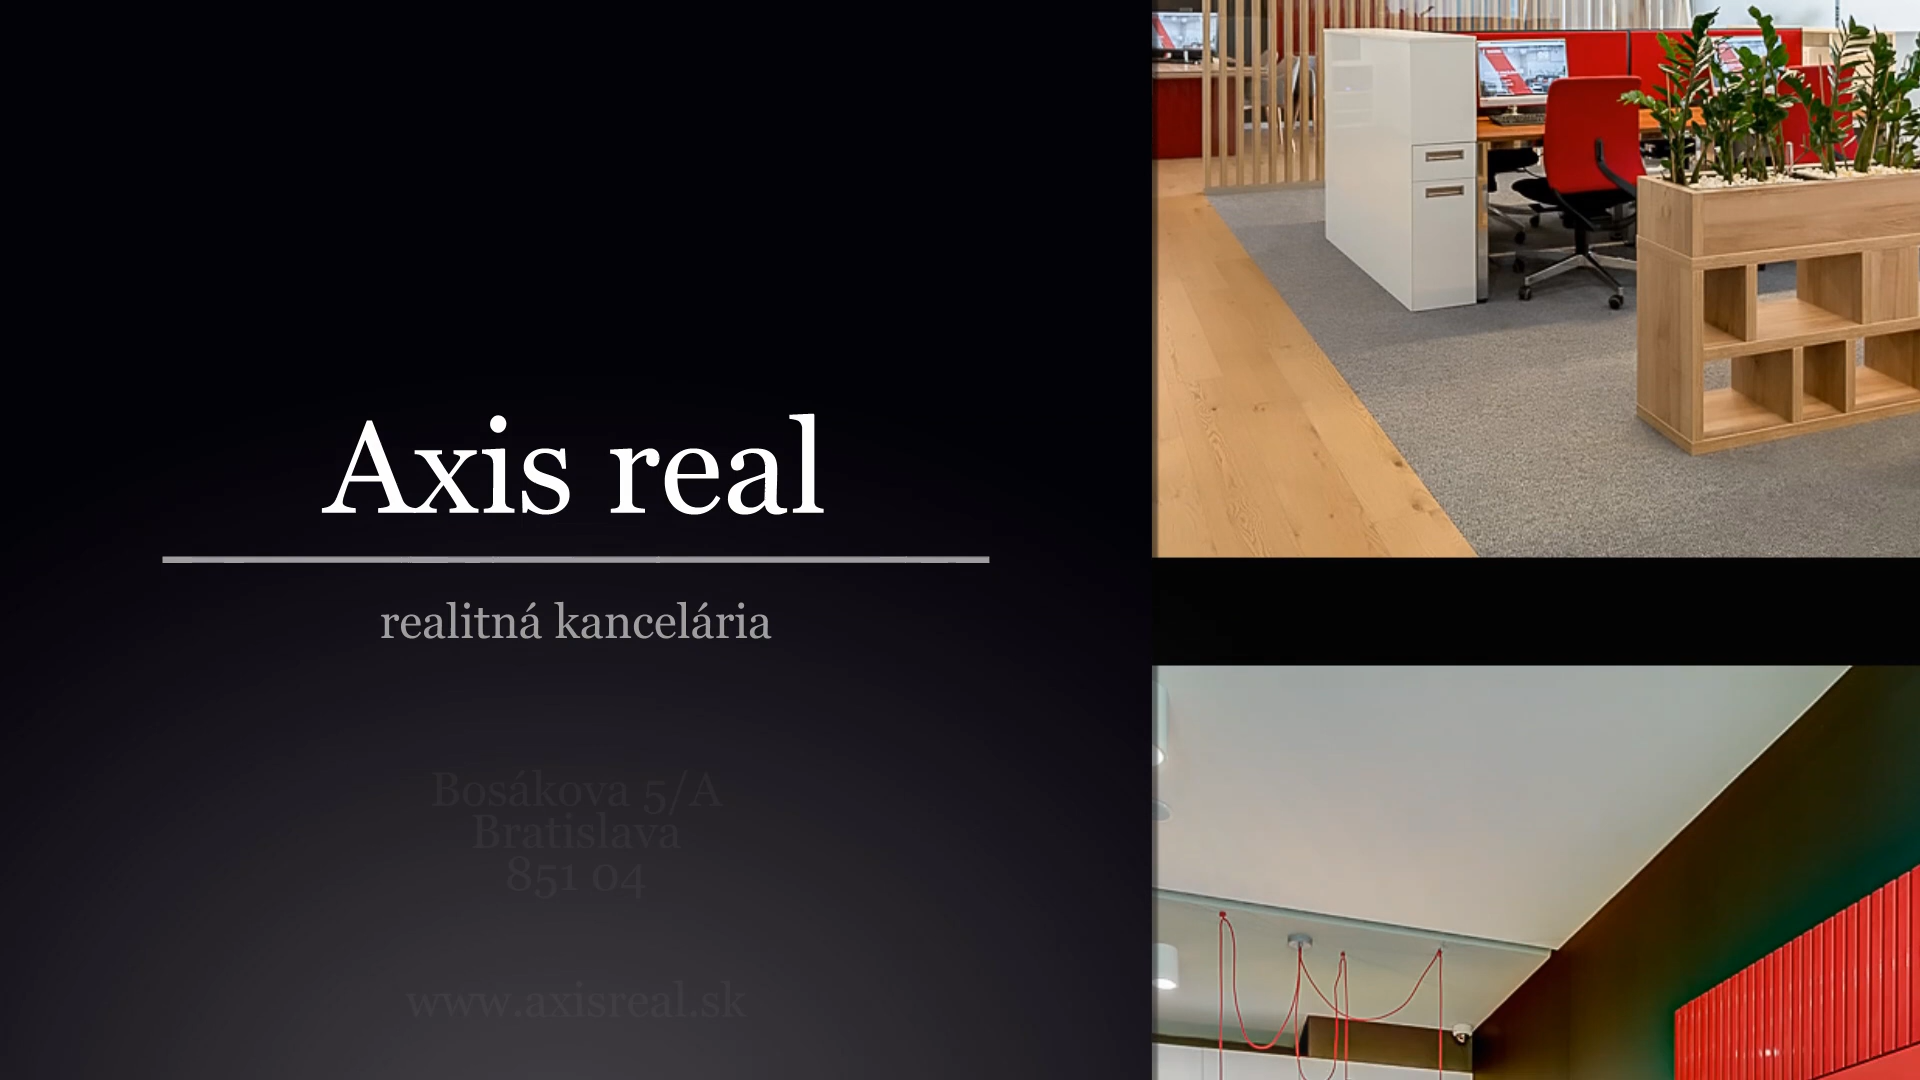 Axis real
realitná kancelária
Bosákova 5/A
Bratislava
851 04
www.axisreal.sk